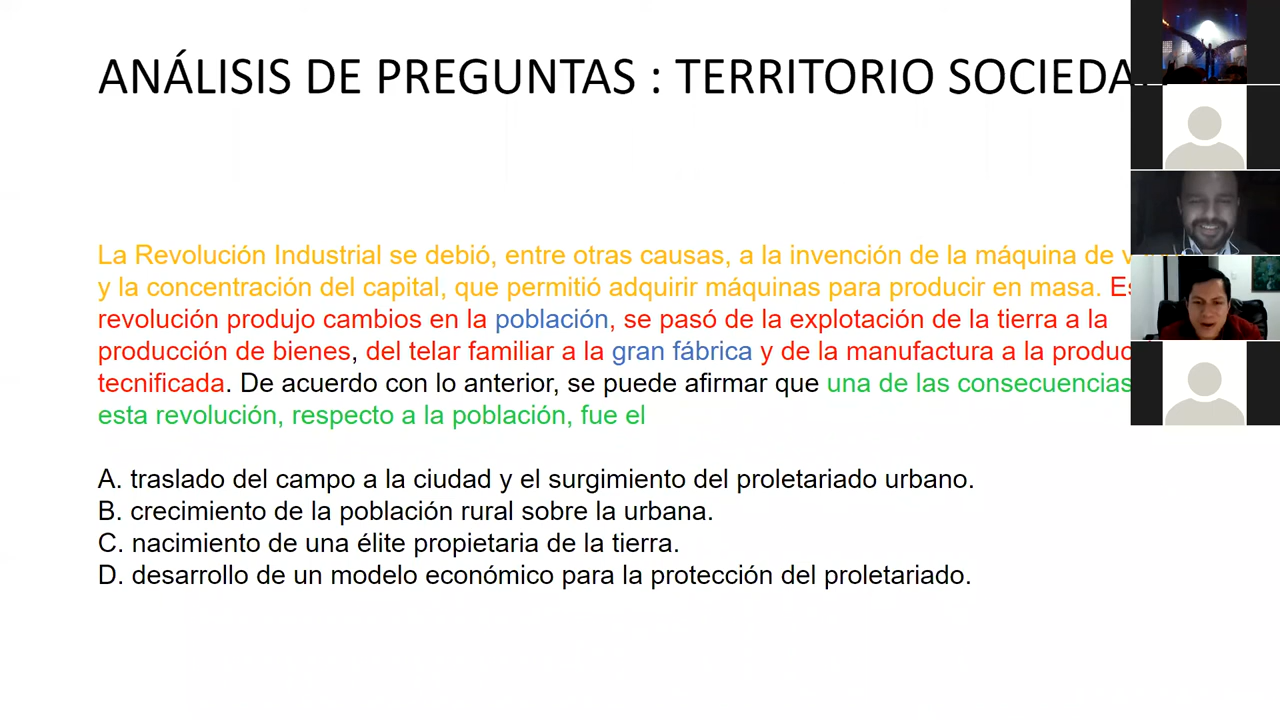 ANÁLISIS DE PREGUNTAS : TERRITORIO
La Revolución Industrial se debió, entre otras causas, a la invención de la máquina de
y la concentración del capital, que permitió adquirir máquinas para producir en masa.
revolución produjo cambios en la población, se pasó de la explotación de la tierra a la
producción de bienes, del telar familiar a la gran fábrica y de la manufactura a la
tecnificada. De acuerdo con lo anterior, se puede afirmar que una de las consecuencias
esta revolución, respecto a la población, fue el
A. traslado del campo a la ciudad y el surgimiento del proletariado urbano.
B. crecimiento de la población rural sobre la urbana.
C. nacimiento de una élite propietaria de la tierra.
D. desarrollo de un modelo económico para la protección del proletariado.